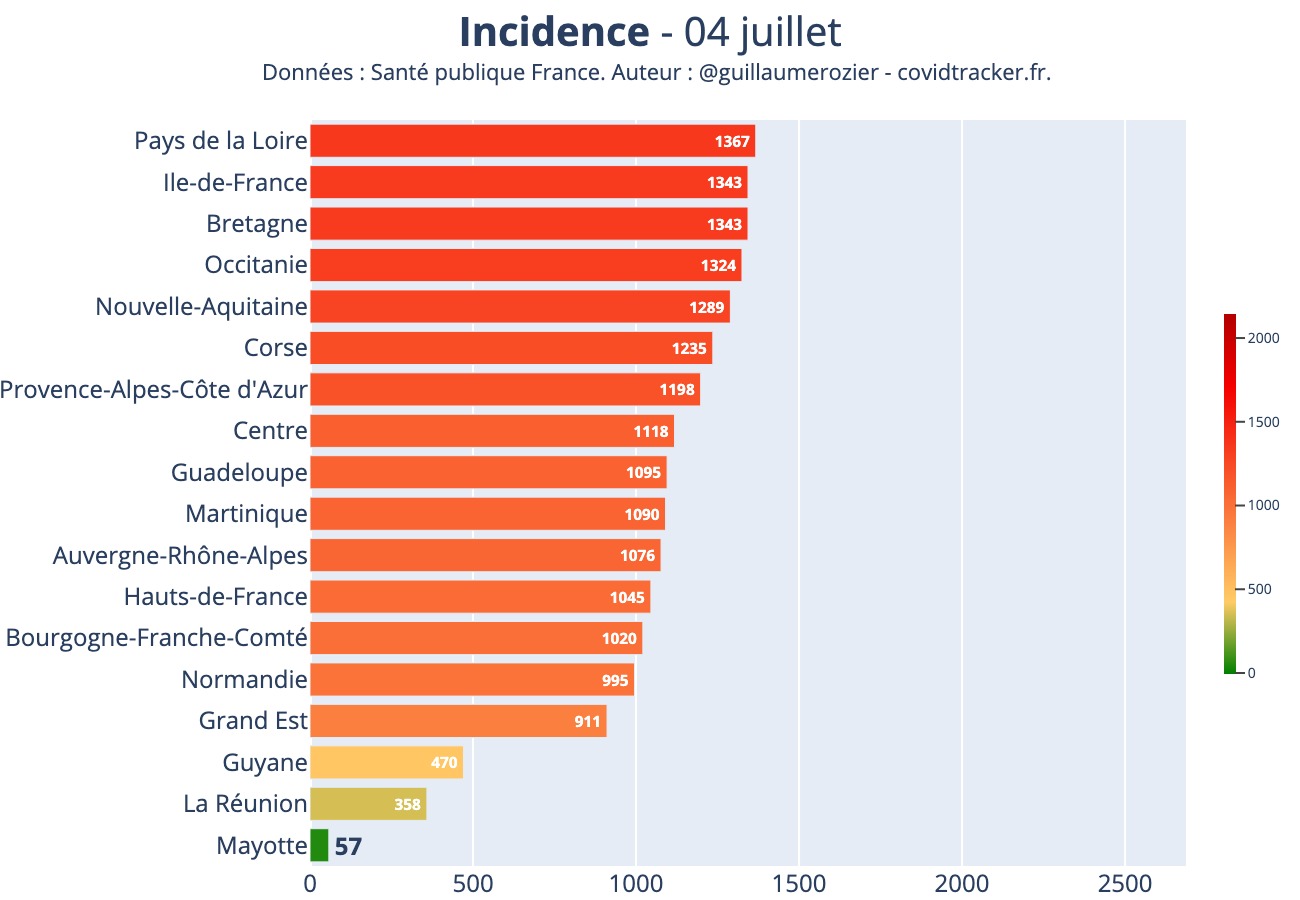 Incidence - 04 juillet
Données : Santé publique France. Auteur : @guillaumerozier - covidtracker.fr.
Pays de la Loire 1367
Ile-de-France 1343
Bretagne 1343
Occitanie 1324
Nouvelle-Aquitaine 1289
Corse 1235
Provence-Alpes-Côte d'Azur 1198
Centre 1118
Guadeloupe 1095
Martinique 1090
Auvergne-Rhône-Alpes 1076
Hauts-de-France 1045
Bourgogne-Franche-Comté 1020
Normandie 995
Grand Est 911
Guyane 470
La Réunion 358
Mayotte 57
0 500 1000 1500 2000 2500
2000
1500
1000
500
0